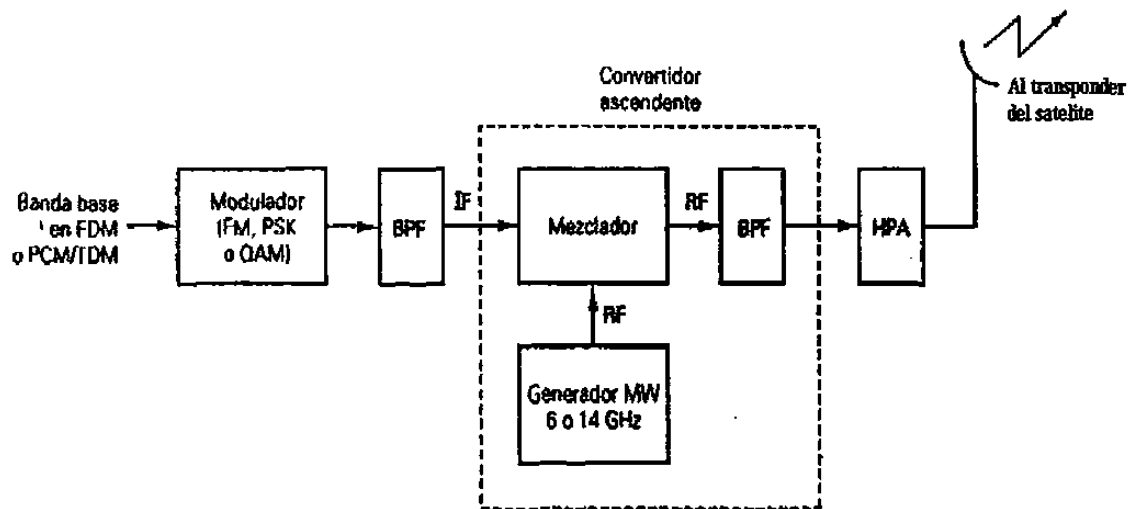 Convertidor
ascendente
Al transponder
del satelite
Banda base
en FDM
o PCM/TDM
Modulador
(FM, PSK
o QAM)
BPF
IF
Mezclador
RF
BPF
HPA
RF
Generador MW
6 o 14 GHz